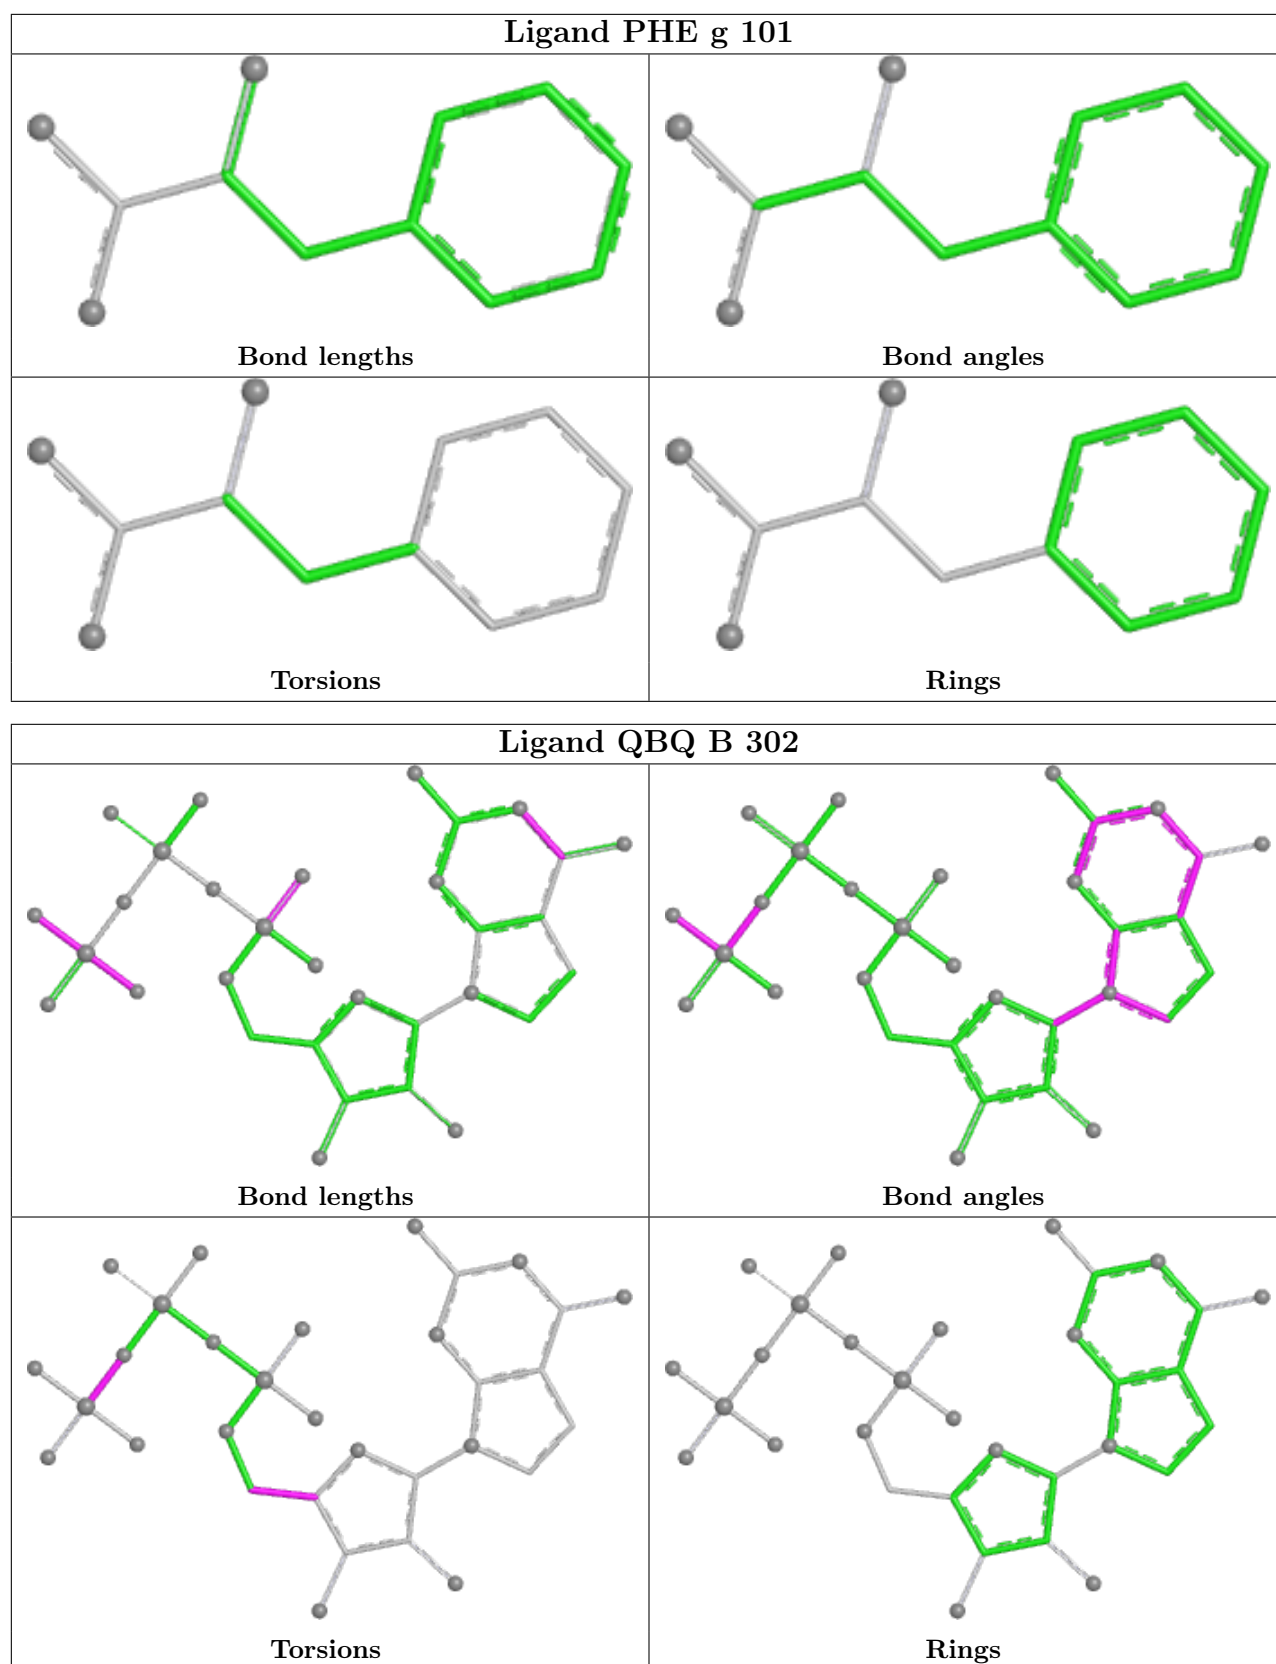 Ligand PHE g 101
Bond lengths
Bond angles
Torsions
Rings
Ligand QBQ B 302
Bond lengths
Bond angles
Torsions
Rings